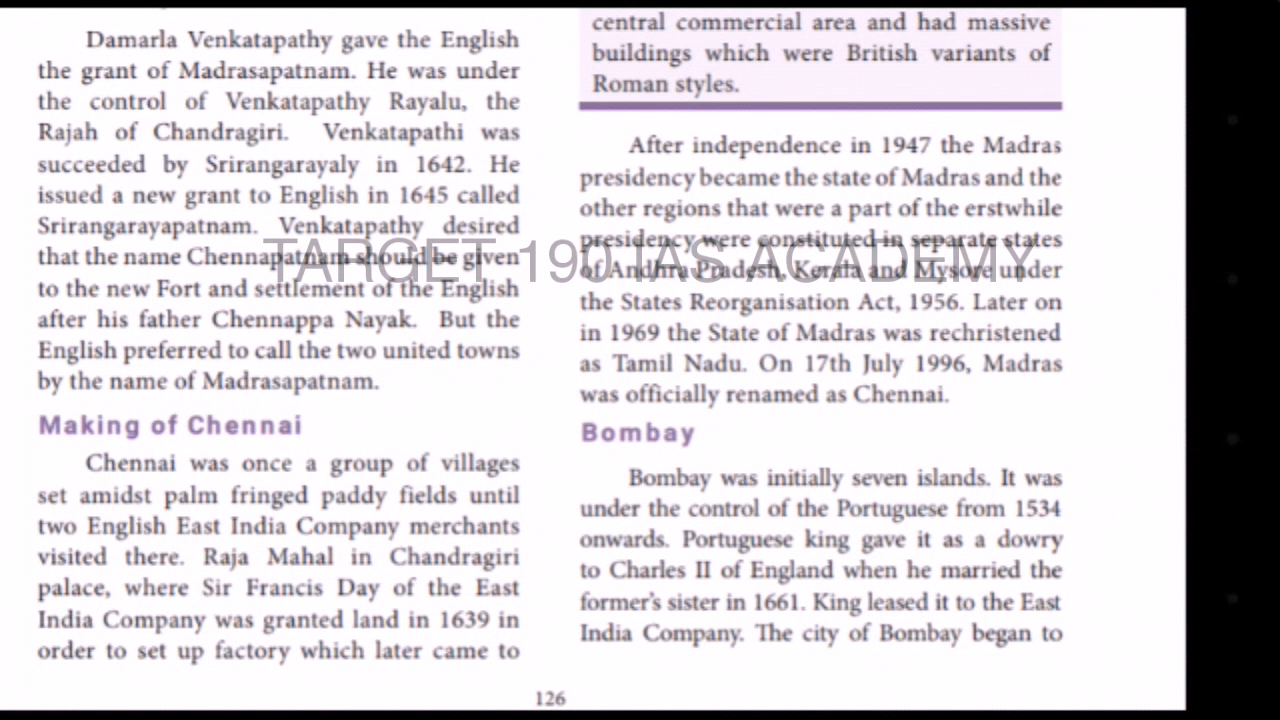 Damarla Venkatapathy gave the English
the grant of Madrasapatnam. He was under
the control of Venkatapathy Rayalu, the
Rajah of Chandragiri. Venkatapathi was
succeeded by Srirangarayaly in 1642. He
issued a new grant to English in 1645 called
Srirangarayapatnam. Venkatapathy desired
that the name Chennapatnam should be given
to the new Fort and settlement of the English
after his father Chennappa Nayak. But the
English preferred to call the two united towns
by the name of Madrasapatnam.
Making of Chennai
Chennai was once a group of villages
set amidst palm fringed paddy fields until
two English East India Company merchants
visited there. Raja Mahal in Chandragiri
palace, where Sir Francis Day of the East
India Company was granted land in 1639 in
order to set up factory which later came to
central commercial area and had massive
buildings which were British variants of
Roman styles.
After independence in 1947 the Madras
presidency became the state of Madras and the
other regions that were a part of the erstwhile
presidency were constituted in separate states
of Andhra Pradesh, Kerala and Mysore under
the States Reorganisation Act, 1956. Later on
in 1969 the State of Madras was rechristened
as Tamil Nadu. On 17th July 1996, Madras
was officially renamed as Chennai.
Bombay
Bombay was initially seven islands. It was
under the control of the Portuguese from 1534
onwards. Portuguese king gave it as a dowry
to Charles II of England when he married the
former's sister in 1661. King leased it to the East
India Company. The city of Bombay began to
126
TARGET 190 IAS ACADEMY